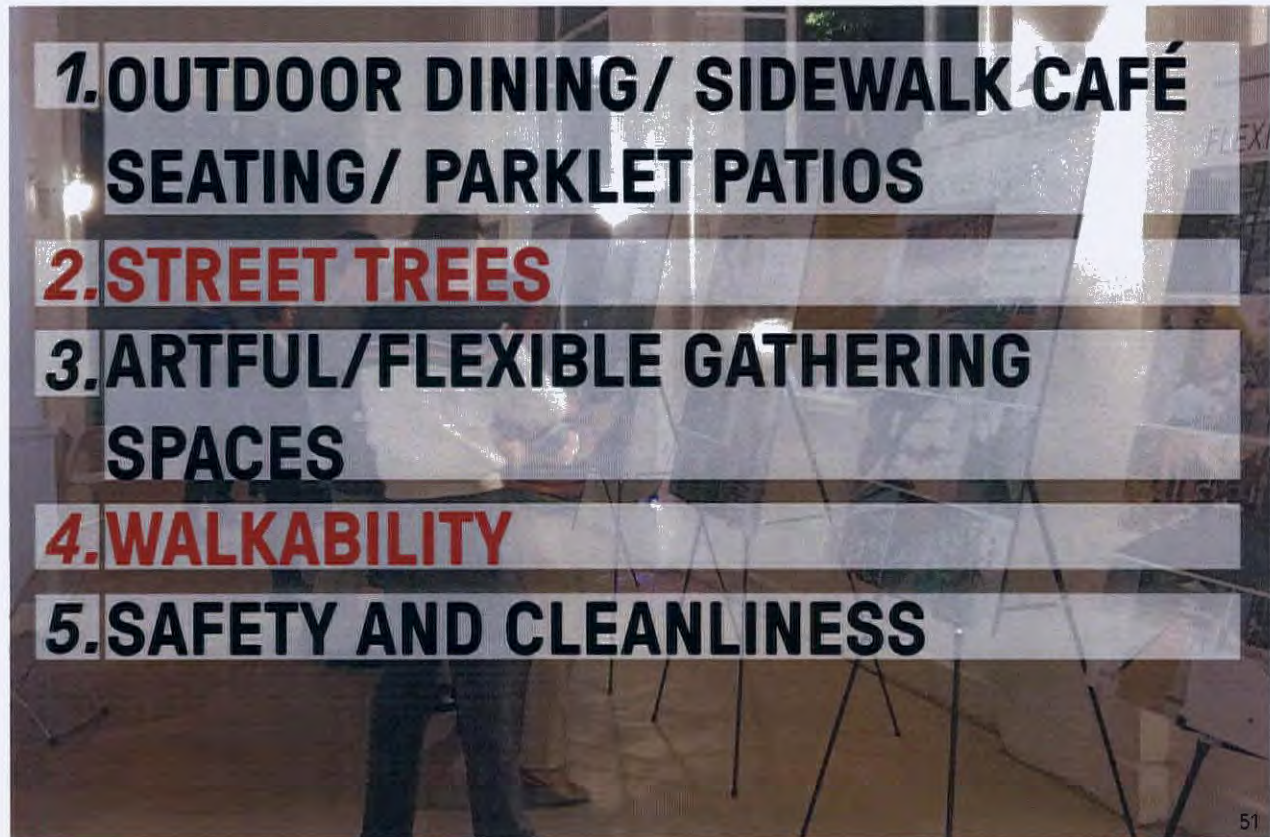 1. OUTDOOR DINING/ SIDEWALK CAFÉ
SEATING/ PARKLET PATIOS
2. STREET TREES
3. ARTFUL/FLEXIBLE GATHERING
SPACES
4. WALKABILITY
5. SAFETY AND CLEANLINESS
51